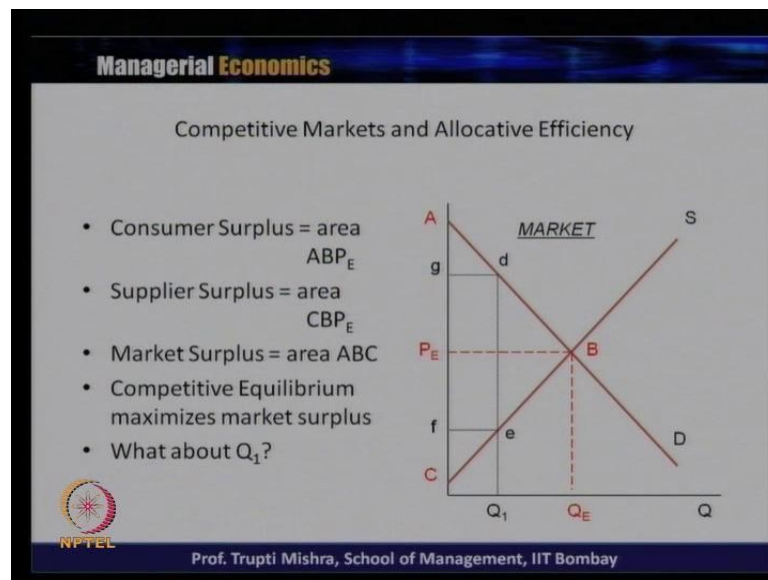 Managerial Economics
Competitive Markets and Allocative Efficiency
• Consumer Surplus = area
ABP_E
• Supplier Surplus = area
CBP_E
• Market Surplus = area ABC
• Competitive Equilibrium
maximizes market surplus
• What about Q₁?
A
MARKET
S
g
d
P_E
B
f
e
D
C
Q₁
Q_E
Q
NPTEL
Prof. Trupti Mishra, School of Management, IIT Bombay